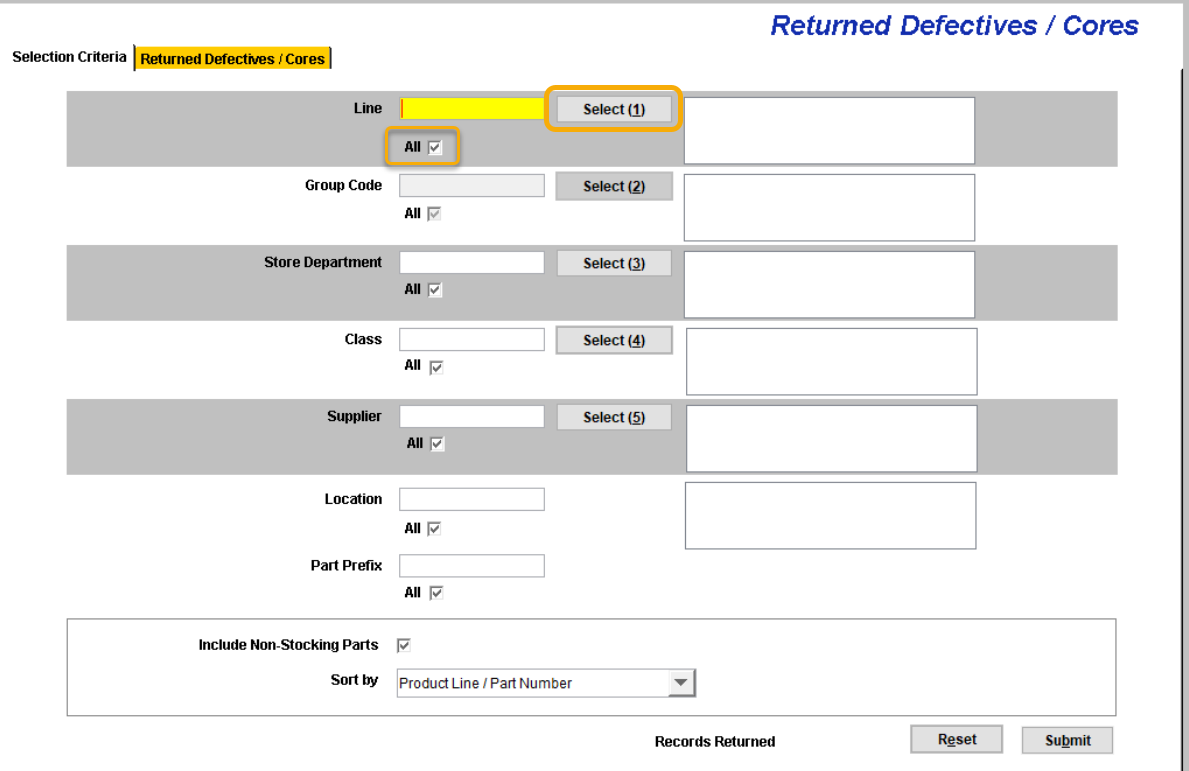 Returned Defectives / Cores
Selection Criteria Returned Defectives / Cores
Line Select (1)
All
Group Code Select (2)
All
Store Department Select (3)
All
Class Select (4)
All
Supplier Select (5)
All
Location
All
Part Prefix
All
Include Non-Stocking Parts
Sort by Product Line / Part Number
Records Returned Reset Submit